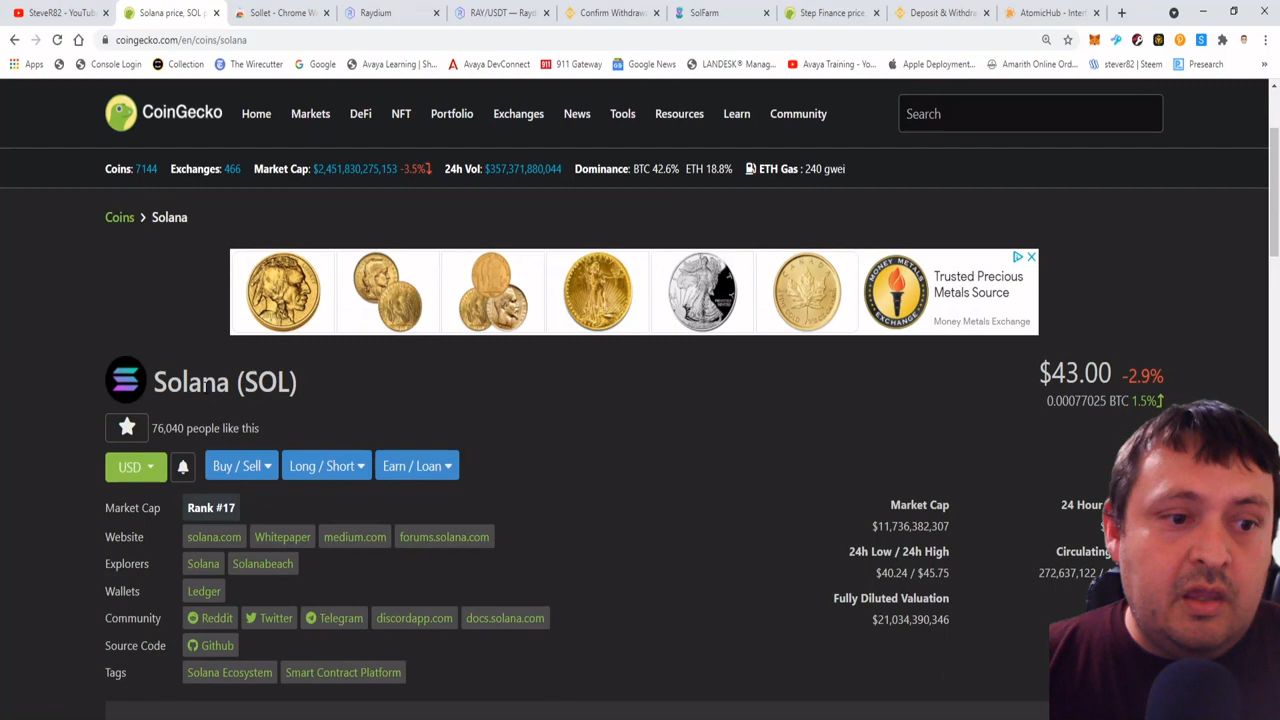 SteveR82 - YouTube
Solana price, SOL p
Sollet - Chrome We
Raydium
RAY/USDT — Rayd
Confirm Withdraw
SolFarm
Step Finance price
Deposit & Withdra
AtomicHub - Inter
coingecko.com/en/coins/solana
Apps
Console Login
Collection
The Wirecutter
Google
Avaya Learning | Sh...
Avaya DevConnect
911 Gateway
Google News
LANDESK® Manag...
Avaya Training - Yo...
Apple Deployment...
Amarith Online Ord...
stever82 | Steem
Presearch
CoinGecko
Home
Markets
DeFi
NFT
Portfolio
Exchanges
News
Tools
Resources
Learn
Community
Search
Coins: 7144
Exchanges: 466
Market Cap: $2,451,830,275,153 -3.5%
24h Vol: $357,371,880,044
Dominance: BTC 42.6% ETH 18.8%
ETH Gas : 240 gwei
Coins > Solana
MONEY METALS EXCHANGE
Trusted Precious
Metals Source
Money Metals Exchange
Solana (SOL)
$43.00 -2.9%
0.00077025 BTC 1.5%
76,040 people like this
USD
Buy / Sell
Long / Short
Earn / Loan
Market Cap Rank #17
Website solana.com Whitepaper medium.com forums.solana.com
Explorers Solana Solanabeach
Wallets Ledger
Community Reddit Twitter Telegram discordapp.com docs.solana.com
Source Code Github
Tags Solana Ecosystem Smart Contract Platform
Market Cap
$11,736,382,307
24h Low / 24h High
$40.24 / $45.75
Fully Diluted Valuation
$21,034,390,346
24 Hour
Circulating
272,637,122 /